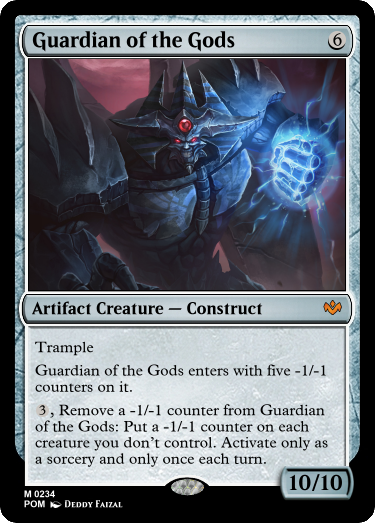 Guardian of the Gods 6
Artifact Creature — Construct
Trample
Guardian of the Gods enters with five -1/-1
counters on it.
3, Remove a -1/-1 counter from Guardian
of the Gods: Put a -1/-1 counter on each
creature you don't control. Activate only as
a sorcery and only once each turn.
10/10
M 0234
POM Deddy Faizal